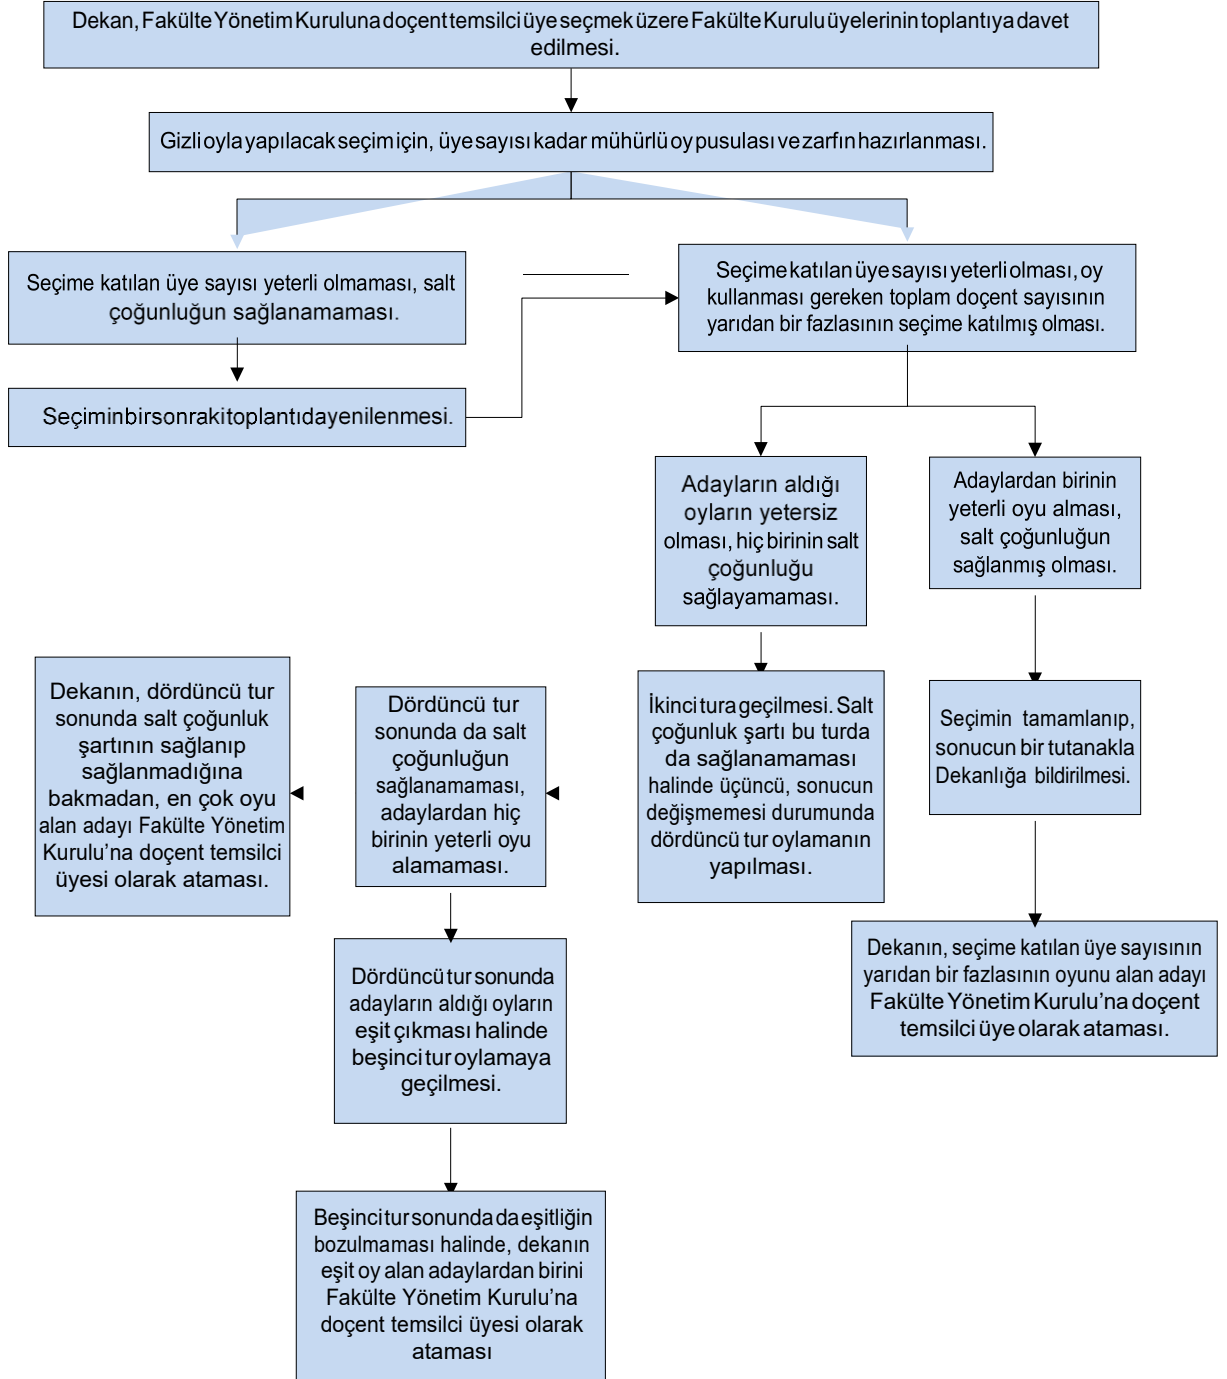 Dekan, Fakülte Yönetim Kuruluna doçent temsilci üye seçmek üzere Fakülte Kurulu üyelerinin toplantıya davet
edilmesi.
Gizli oyla yapılacak seçim için, üye sayısı kadar mühürlü oy pusulası ve zarfın hazırlanması.
Seçime katılan üye sayısı yeterli olmaması, salt
çoğunluğun sağlanamaması.
Seçime katılan üye sayısı yeterli olması, oy
kullanması gereken toplam doçent sayısının
yarıdan bir fazlasının seçime katılmış olması.
Seçimin bir sonraki toplantıda yenilenmesi.
Adayların aldığı
oyların yetersiz
olması, hiç birinin salt
çoğunluğu
sağlayamaması.
Adaylardan birinin
yeterli oyu alması,
salt çoğunluğun
sağlanmış olması.
Dekanın, dördüncü tur
sonunda salt çoğunluk
şartının sağlanıp
sağlanmadığına
bakmadan, en çok oyu
alan adayı Fakülte Yönetim
Kurulu'na doçent temsilci
üyesi olarak ataması.
Dördüncü tur
sonunda da salt
çoğunluğun
sağlanamaması,
adaylardan hiç
birinin yeterli oyu
alamaması.
İkinci tura geçilmesi. Salt
çoğunluk şartı bu turda
da sağlanamaması
halinde üçüncü, sonucun
değişmemesi durumunda
dördüncü tur oylamanın
yapılması.
Seçimin tamamlanıp,
sonucun bir tutanakla
Dekanlığa bildirilmesi.
Dekanın, seçime katılan üye sayısının
yarıdan bir fazlasının oyunu alan adayı
Fakülte Yönetim Kurulu'na doçent
temsilci üye olarak ataması.
Dördüncü tur sonunda
adayların aldığı oyların
eşit çıkması halinde
beşinci tur oylamaya
geçilmesi.
Beşinci tur sonunda da eşitliğin
bozulmaması halinde, dekanın
eşit oy alan adaylardan birini
Fakülte Yönetim Kurulu'na
doçent temsilci üyesi olarak
ataması